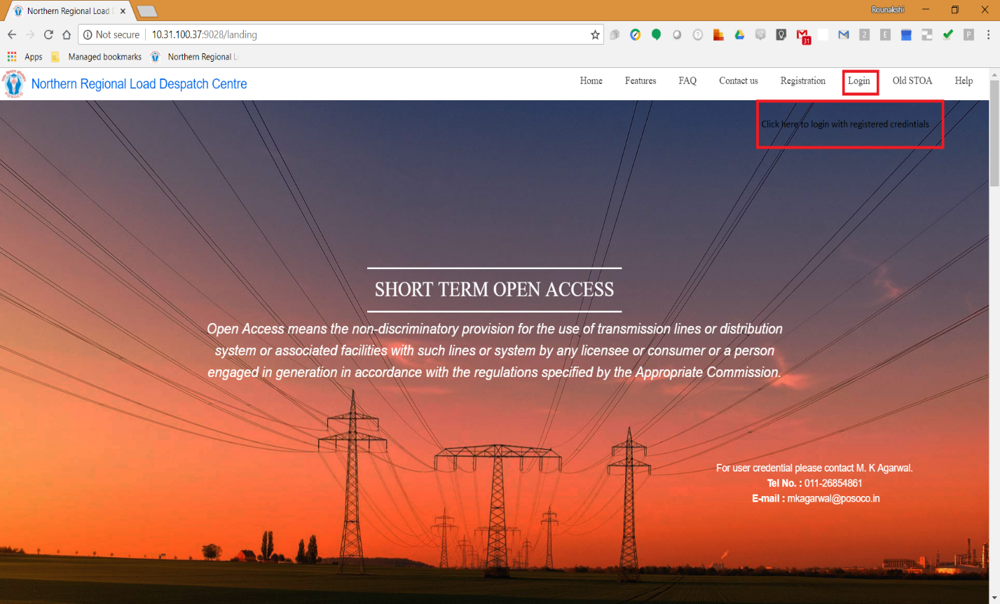 Northern Regional Load D
Rounakshi
Not secure | 10.31.100.37:9028/landing
31
2
E
P
Apps
Managed bookmarks
Northern Regional Lo
Northern Regional Load Despatch Centre
Home
Features
FAQ
Contact us
Registration
Login
Old STOA
Help
Click here to login with registered credintials
SHORT TERM OPEN ACCESS
Open Access means the non-discriminatory provision for the use of transmission lines or distribution
system or associated facilities with such lines or system by any licensee or consumer or a person
engaged in generation in accordance with the regulations specified by the Appropriate Commission.
For user credential please contact M. K Agarwal.
Tel No. : 011-26854861
E-mail : mkagarwal@posoco.in